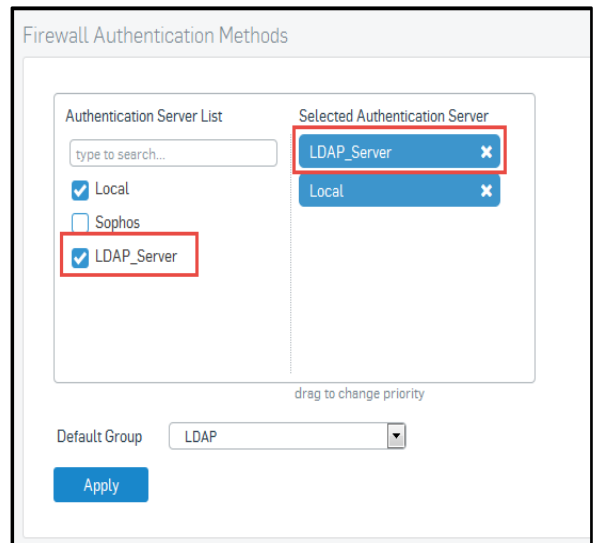 Firewall Authentication Methods
Authentication Server List
Selected Authentication Server
type to search...
LDAP_Server
Local
Local
Sophos
LDAP_Server
drag to change priority
Default Group
LDAP
Apply